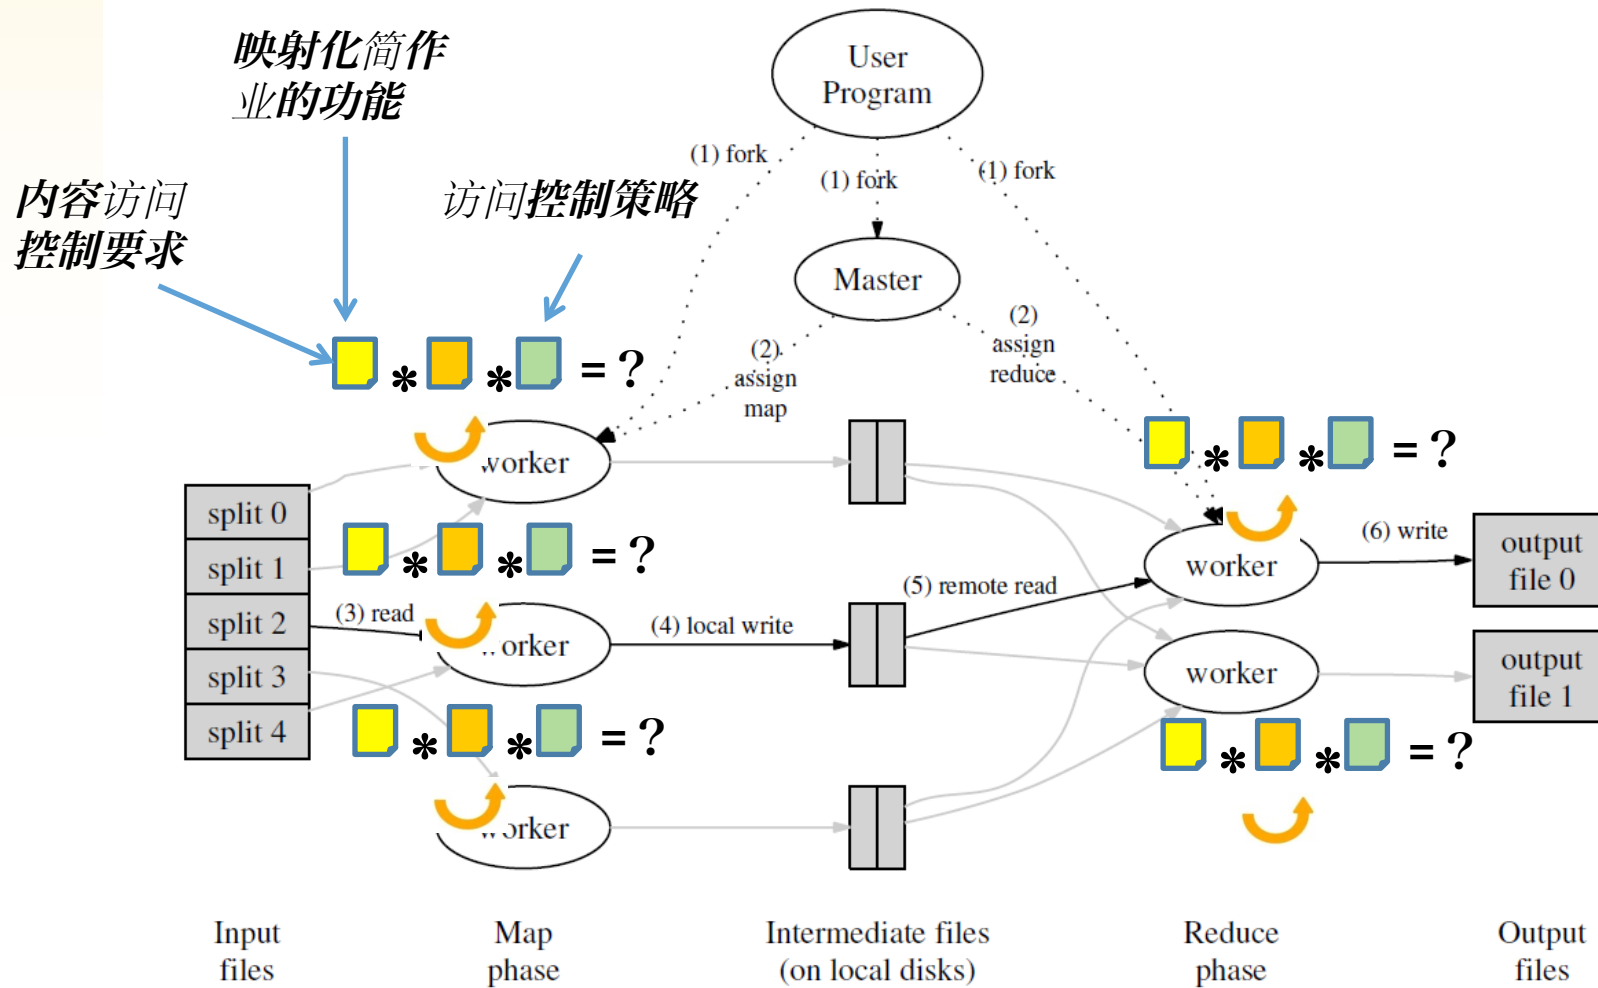 映射化简作
业的功能
内容访问
控制要求
访问控制策略
User
Program
(1) fork
(1) fork
(1) fork
Master
(2)
assign
map
(2)
assign
reduce
* * = ?
* * = ?
* * = ?
* * = ?
* * = ?
split 0
split 1
split 2
split 3
split 4
(3) read
worker
worker
worker
(4) local write
(5) remote read
worker
worker
(6) write
output
file 0
output
file 1
Input
files
Map
phase
Intermediate files
(on local disks)
Reduce
phase
Output
files